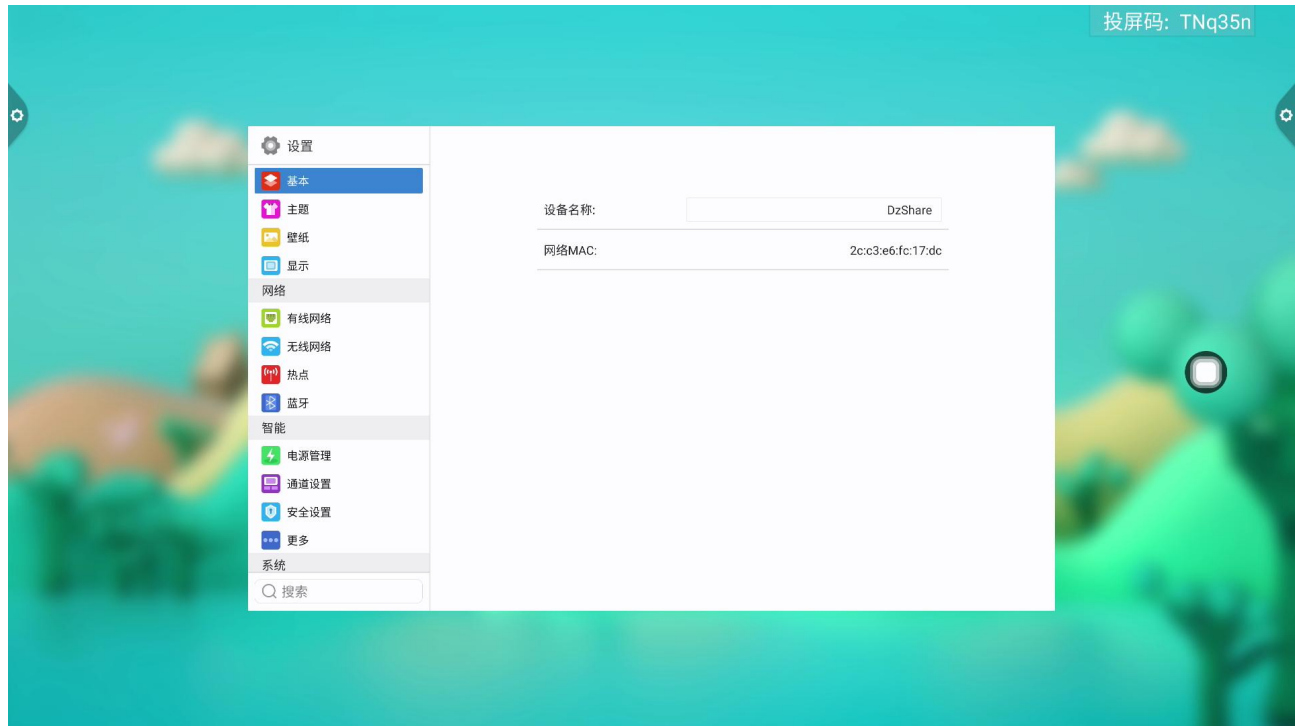 投屏码: TNq35n
设置
基本
主题
壁纸
显示
网络
有线网络
无线网络
热点
蓝牙
智能
电源管理
通道设置
安全设置
更多
系统
搜索
设备名称: DzShare
网络MAC: 2c:c3:e6:fc:17:dc